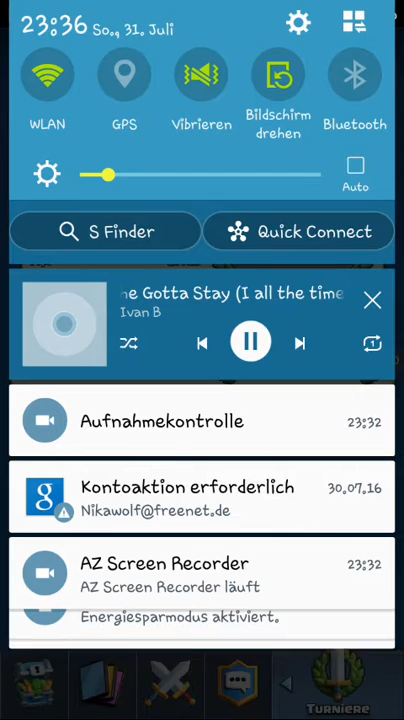 23:36 So., 31. Juli
WLAN
GPS
Vibrieren
Bildschirm
drehen
Bluetooth
Auto
S Finder
Quick Connect
ne Gotta Stay (I all the time
Ivan B
1
Aufnahmekontrolle 23:32
Kontoaktion erforderlich 30.07.16
g
Nikawolf@freenet.de
AZ Screen Recorder 23:32
AZ Screen Recorder läuft
Energiesparmodus aktiviert.
Turniere